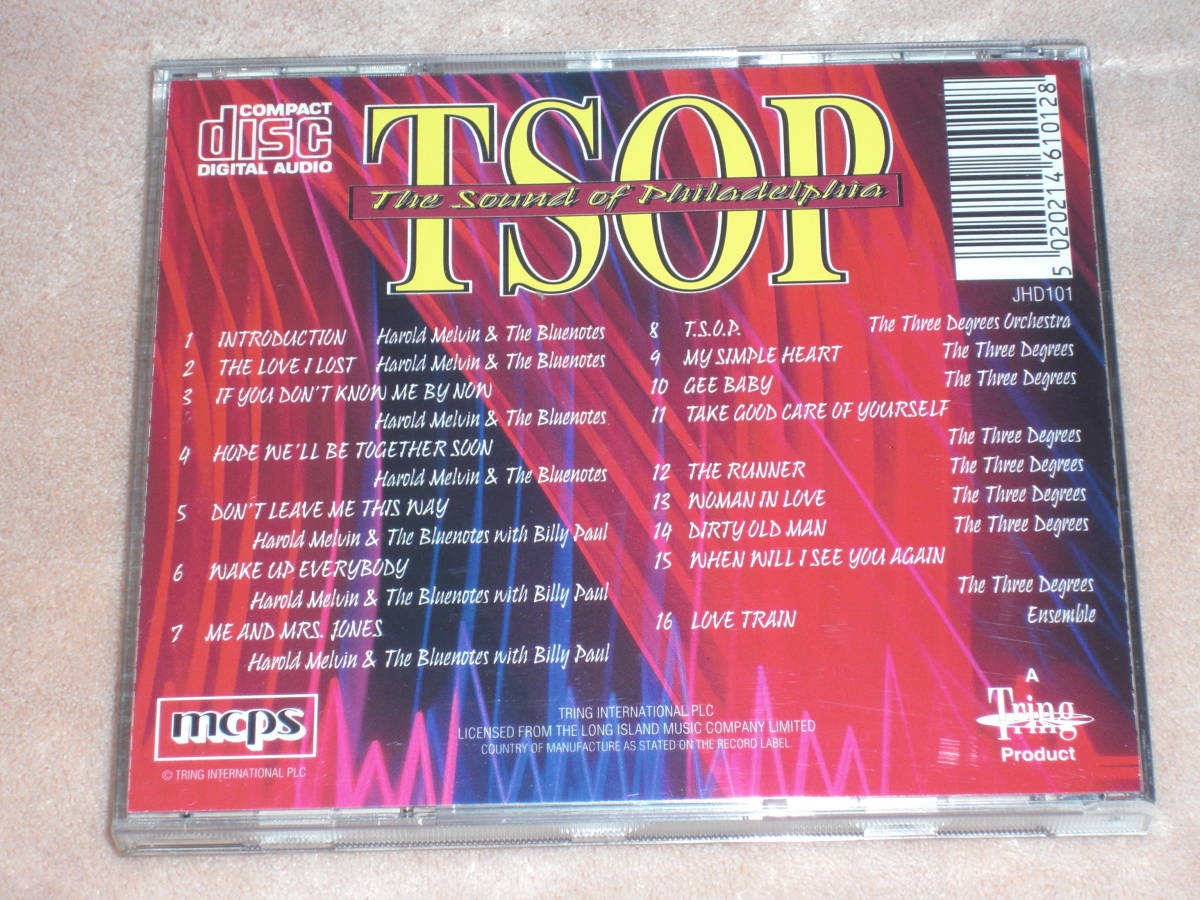 COMPACT
disc
DIGITAL AUDIO
TSOP
The Sound of Philadelphia
5 020214 610128
JHD101
1 INTRODUCTION Harold Melvin & The Bluenotes
2 THE LOVE I LOST Harold Melvin & The Bluenotes
3 IF YOU DON'T KNOW ME BY NOW
Harold Melvin & The Bluenotes
4 HOPE WE'LL BE TOGETHER SOON
Harold Melvin & The Bluenotes
5 DON'T LEAVE ME THIS WAY
Harold Melvin & The Bluenotes with Billy Paul
6 WAKE UP EVERYBODY
Harold Melvin & The Bluenotes with Billy Paul
7 ME AND MRS. JONES
Harold Melvin & The Bluenotes with Billy Paul
8 T.S.O.P. The Three Degrees Orchestra
9 MY SIMPLE HEART The Three Degrees
10 GEE BABY The Three Degrees
11 TAKE GOOD CARE OF YOURSELF
The Three Degrees
12 THE RUNNER The Three Degrees
13 WOMAN IN LOVE The Three Degrees
14 DIRTY OLD MAN The Three Degrees
15 WHEN WILL I SEE YOU AGAIN
The Three Degrees
16 LOVE TRAIN Ensemble
mcps
© TRING INTERNATIONAL PLC
TRING INTERNATIONAL PLC
LICENSED FROM THE LONG ISLAND MUSIC COMPANY LIMITED
COUNTRY OF MANUFACTURE AS STATED ON THE RECORD LABEL.
A
Tring
Tring
Product